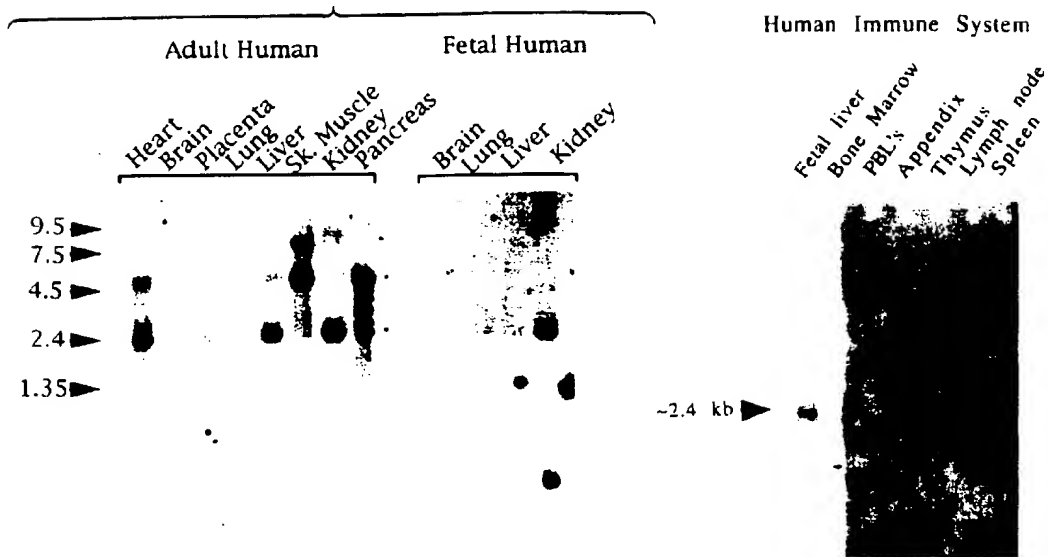 Adult Human
Fetal Human
Heart
Brain
Placenta
Lung
Liver
Sk. Muscle
Kidney
Pancreas
Brain
Lung
Liver
Kidney
9.5
7.5
4.5
2.4
1.35
Human Immune System
Fetal liver
Bone Marrow
PBL's
Appendix
Thymus
Lymph node
Spleen
~2.4 kb